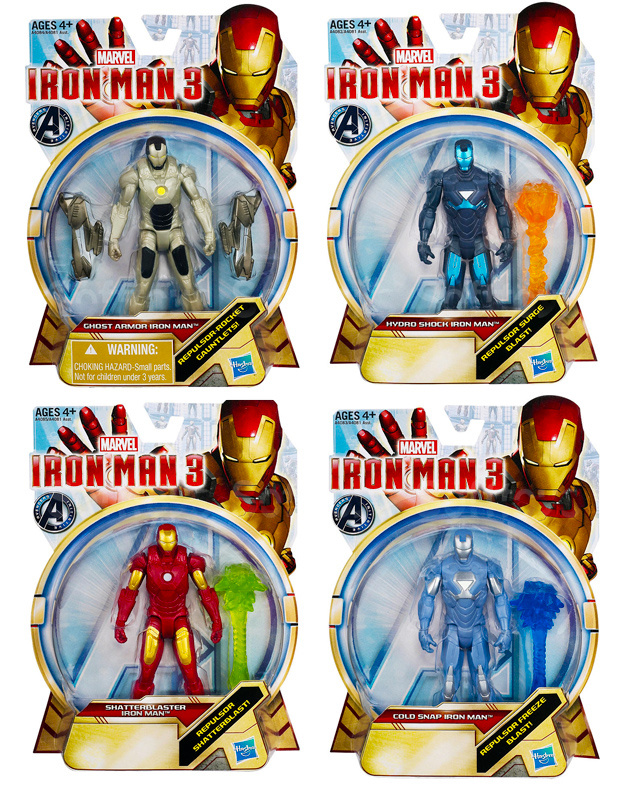 AGES 4+
MARVEL
IRON MAN 3
GHOST ARMOR IRON MAN™
REPULSOR ROCKET
GAUNTLETS!
WARNING:
CHOKING HAZARD-Small parts.
Not for children under 3 years.
Hasbro
AGES 4+
MARVEL
IRON MAN 3
HYDRO SHOCK IRON MAN™
REPULSOR SURGE
BLAST!
Hasbro
AGES 4+
MARVEL
IRON MAN 3
SHATTERBLASTER
IRON MAN™
REPULSOR
SHATTERBLAST!
Hasbro
AGES 4+
MARVEL
IRON MAN 3
COLD SNAP IRON MAN™
REPULSOR FREEZE
BLAST!
Hasbro